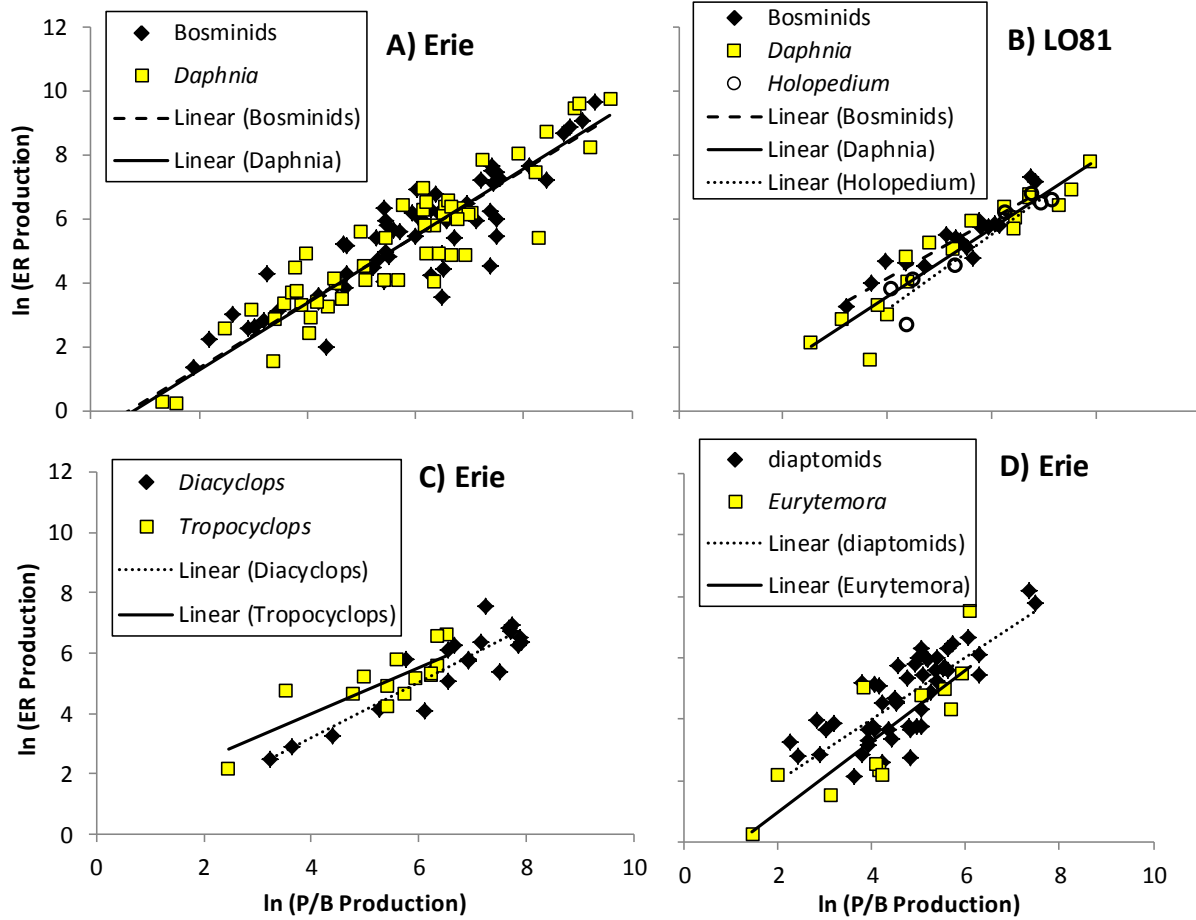 A) Erie
Bosminids
Daphnia
Linear (Bosminids)
Linear (Daphnia)
ln (ER Production)
12
10
8
6
4
2
0
B) LO81
Bosminids
Daphnia
Holopedium
Linear (Bosminids)
Linear (Daphnia)
Linear (Holopedium)
C) Erie
Diacyclops
Tropocyclops
Linear (Diacyclops)
Linear (Tropocyclops)
ln (ER Production)
12
10
8
6
4
2
0
0 2 4 6 8 10
ln (P/B Production)
D) Erie
diaptomids
Eurytemora
Linear (diaptomids)
Linear (Eurytemora)
0 2 4 6 8 10
ln (P/B Production)